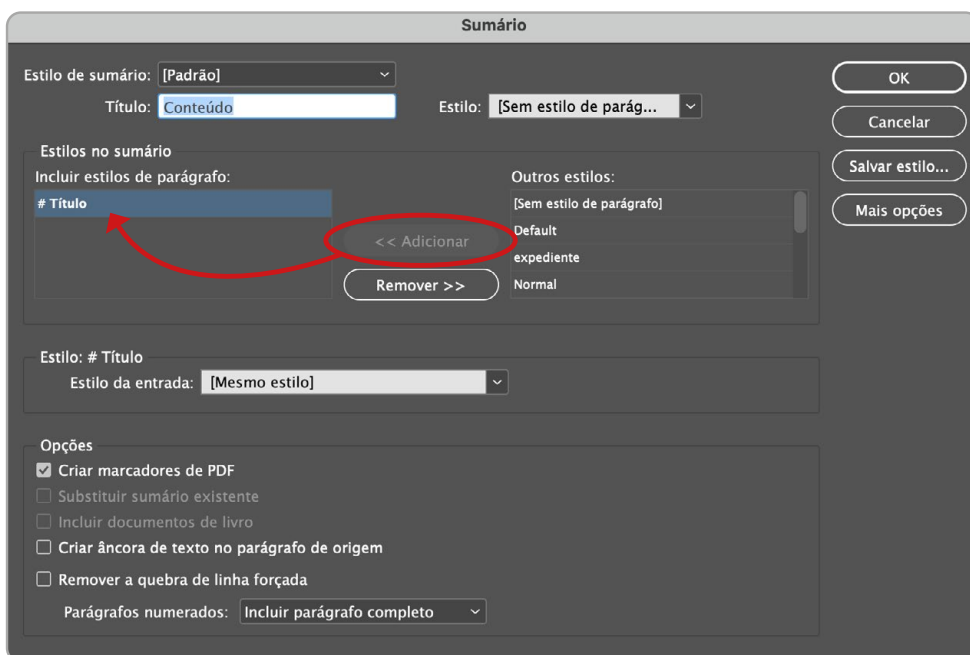 Sumário
Estilo de sumário: [Padrão]
Título: Conteúdo Estilo: [Sem estilo de parág...
OK
Cancelar
Salvar estilo...
Mais opções
Estilos no sumário
Incluir estilos de parágrafo:
# Título
<< Adicionar
Remover >>
Outros estilos:
[Sem estilo de parágrafo]
Default
expediente
Normal
Estilo: # Título
Estilo da entrada: [Mesmo estilo]
Opções
Criar marcadores de PDF
Substituir sumário existente
Incluir documentos de livro
Criar âncora de texto no parágrafo de origem
Remover a quebra de linha forçada
Parágrafos numerados: Incluir parágrafo completo